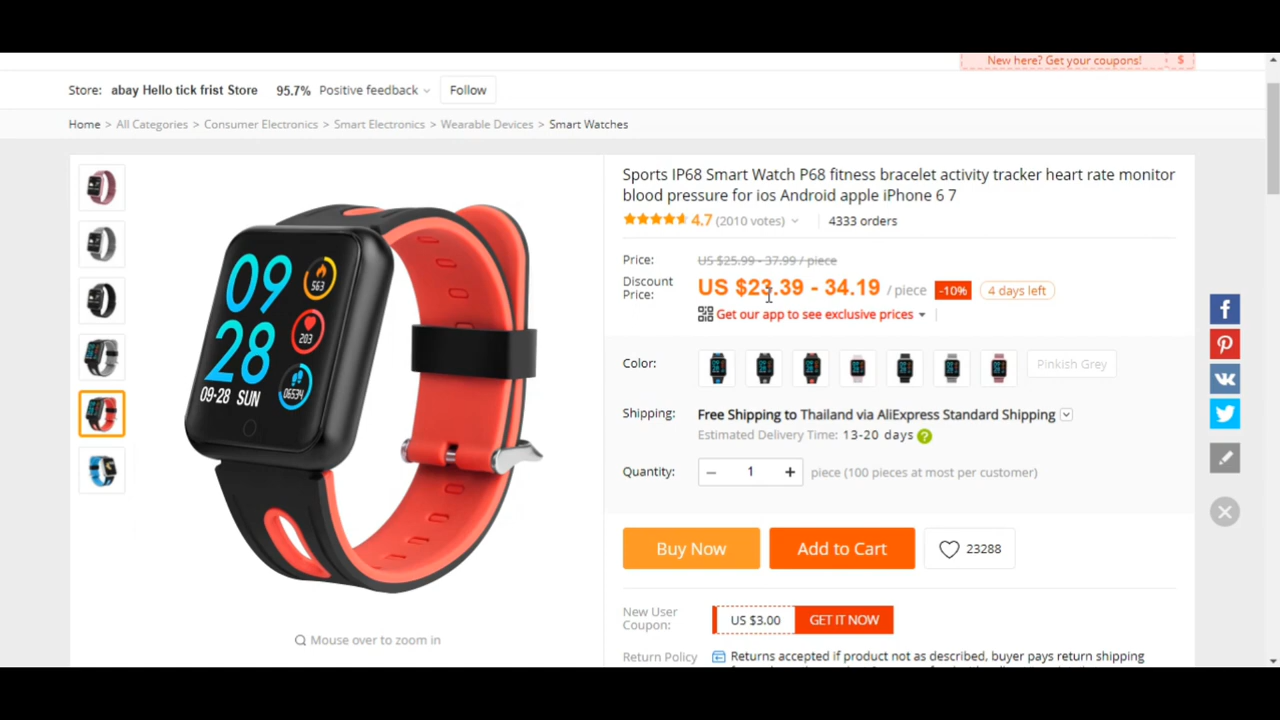 New here? Get your coupons! $
Store: abay Hello tick frist Store 95.7% Positive feedback Follow
Home > All Categories > Consumer Electronics > Smart Electronics > Wearable Devices > Smart Watches
Sports IP68 Smart Watch P68 fitness bracelet activity tracker heart rate monitor
blood pressure for ios Android apple iPhone 6 7
4.7 (2010 votes) 4333 orders
Price: US $25.99 - 37.99 / piece
Discount
Price: US $23.39 - 34.19 / piece -10% 4 days left
Get our app to see exclusive prices
Color: Pinkish Grey
Shipping: Free Shipping to Thailand via AliExpress Standard Shipping
Estimated Delivery Time: 13-20 days ?
Quantity: − 1 + piece (100 pieces at most per customer)
Buy Now Add to Cart 23288
New User
Coupon: US $3.00 GET IT NOW
Return Policy Returns accepted if product not as described, buyer pays return shipping
09
28
09-28 SUN
563
203
06534
Mouse over to zoom in